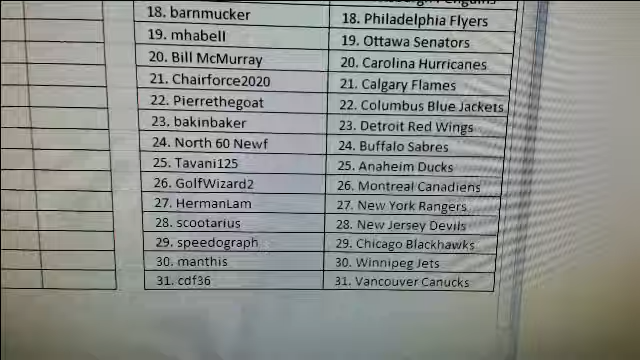 Penguins
18. barnmucker 18. Philadelphia Flyers
19. mhabell 19. Ottawa Senators
20. Bill McMurray 20. Carolina Hurricanes
21. Chairforce2020 21. Calgary Flames
22. Pierrethegoat 22. Columbus Blue Jackets
23. bakinbaker 23. Detroit Red Wings
24. North 60 Newf 24. Buffalo Sabres
25. Tavani125 25. Anaheim Ducks
26. GolfWizard2 26. Montreal Canadiens
27. HermanLam 27. New York Rangers
28. scootarius 28. New Jersey Devils
29. speedograph 29. Chicago Blackhawks
30. manthis 30. Winnipeg Jets
31. cdf36 31. Vancouver Canucks